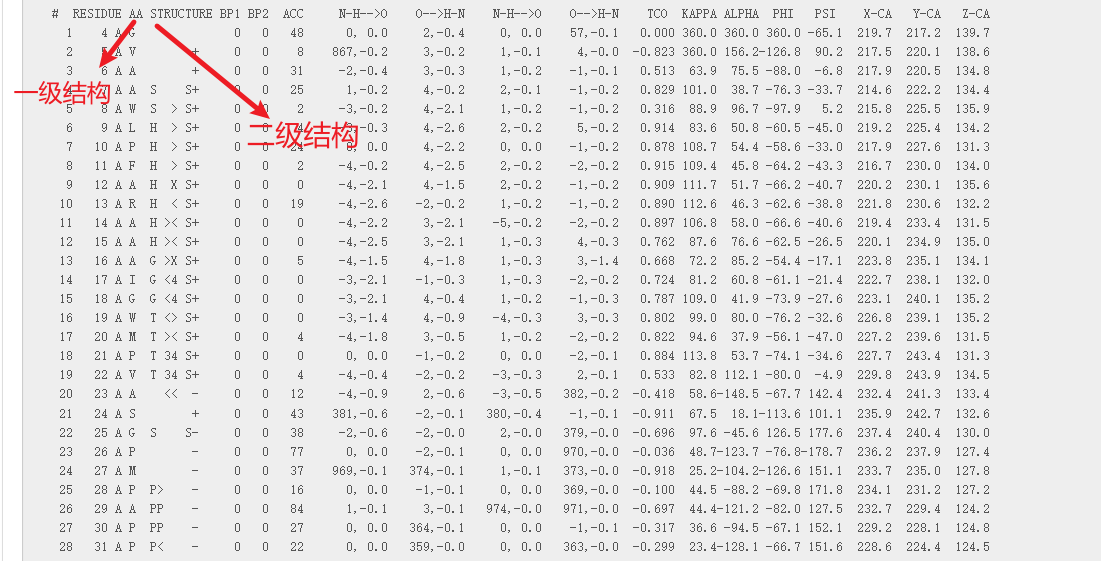 # RESIDUE AA STRUCTURE BP1 BP2 ACC N-H-->O O-->H-N N-H-->O O-->H-N TCO KAPPA ALPHA PHI PSI X-CA Y-CA Z-CA
1 4 A G 0 0 48 0, 0.0 2,-0.4 0, 0.0 57,-0.1 0.000 360.0 360.0 360.0 -65.1 219.7 217.2 139.7
2 5 A V + 0 0 8 867,-0.2 3,-0.2 1,-0.1 4,-0.0 -0.823 360.0 156.2-126.8 90.2 217.5 220.1 138.6
3 6 A A + 0 0 31 -2,-0.4 3,-0.3 1,-0.2 -1,-0.1 0.513 63.9 75.5 -88.0 -6.8 217.9 220.5 134.8
7 A A S S+ 0 0 25 1,-0.2 4,-0.2 2,-0.1 -1,-0.2 0.829 101.0 38.7 -76.3 -33.7 214.6 222.2 134.4
5 8 A W S > S+ 0 0 2 -3,-0.2 4,-2.1 1,-0.2 -1,-0.2 0.316 88.9 96.7 -97.9 5.2 215.8 225.5 135.9
6 9 A L H > S+ 0 0 -0.3 4,-2.6 2,-0.2 5,-0.2 0.914 83.6 50.8 -60.5 -45.0 219.2 225.4 134.2
7 10 A P H > S+ 0 0 24 0.0 4,-2.2 0, 0.0 -1,-0.2 0.878 108.7 54.4 -58.6 -33.0 217.9 227.6 131.3
8 11 A F H > S+ 0 0 2 -4,-0.2 4,-2.5 2,-0.2 -2,-0.2 0.915 109.4 45.8 -64.2 -43.3 216.7 230.0 134.0
9 12 A A H X S+ 0 0 0 -4,-2.1 4,-1.5 2,-0.2 -1,-0.2 0.909 111.7 51.7 -66.2 -40.7 220.2 230.1 135.6
10 13 A R H < S+ 0 0 19 -4,-2.6 -2,-0.2 1,-0.2 -1,-0.2 0.890 112.6 46.3 -62.6 -38.8 221.8 230.6 132.2
11 14 A A H >< S+ 0 0 0 -4,-2.2 3,-2.1 -5,-0.2 -2,-0.2 0.897 106.8 58.0 -66.6 -40.6 219.4 233.4 131.5
12 15 A A H >< S+ 0 0 0 -4,-2.5 3,-2.1 1,-0.3 4,-0.3 0.762 87.6 76.6 -62.5 -26.5 220.1 234.9 135.0
13 16 A A G >X S+ 0 0 5 -4,-1.5 4,-1.8 1,-0.3 3,-1.4 0.668 72.2 85.2 -54.4 -17.1 223.8 235.1 134.1
14 17 A I G <4 S+ 0 0 0 -3,-2.1 -1,-0.3 1,-0.3 -2,-0.2 0.724 81.2 60.8 -61.1 -21.4 222.7 238.1 132.0
15 18 A G G <4 S+ 0 0 0 -3,-2.1 4,-0.4 1,-0.2 -1,-0.3 0.787 109.0 41.9 -73.9 -27.6 223.1 240.1 135.2
16 19 A W T <> S+ 0 0 0 -3,-1.4 4,-0.9 -4,-0.3 3,-0.3 0.802 99.0 80.0 -76.2 -32.6 226.8 239.1 135.2
17 20 A M T >< S+ 0 0 4 -4,-1.8 3,-0.5 1,-0.2 -2,-0.2 0.822 94.6 37.9 -56.1 -47.0 227.2 239.6 131.5
18 21 A P T 34 S+ 0 0 0 0, 0.0 -1,-0.2 0, 0.0 -2,-0.1 0.884 113.8 53.7 -74.1 -34.6 227.7 243.4 131.3
19 22 A V T 34 S+ 0 0 4 -4,-0.4 -2,-0.2 -3,-0.3 2,-0.1 0.533 82.8 112.1 -80.0 -4.9 229.8 243.9 134.5
20 23 A A << - 0 0 12 -4,-0.9 2,-0.6 -3,-0.5 382,-0.2 -0.418 58.6-148.5 -67.7 142.4 232.4 241.3 133.4
21 24 A S + 0 0 43 381,-0.6 -2,-0.1 380,-0.4 -1,-0.1 -0.911 67.5 18.1-113.6 101.1 235.9 242.7 132.6
22 25 A G S S- 0 0 38 -2,-0.6 -2,-0.0 2,-0.0 379,-0.0 -0.696 97.6 -45.6 126.5 177.6 237.4 240.4 130.0
23 26 A P - 0 0 77 0, 0.0 -2,-0.1 0, 0.0 970,-0.0 -0.036 48.7-123.7 -76.8-178.7 236.2 237.9 127.4
24 27 A M - 0 0 37 969,-0.1 374,-0.1 1,-0.1 373,-0.0 -0.918 25.2-104.2-126.6 151.1 233.7 235.0 127.8
25 28 A P P> - 0 0 16 0, 0.0 -1,-0.1 0, 0.0 369,-0.0 -0.100 44.5 -88.2 -69.8 171.8 234.1 231.2 127.2
26 29 A A PP - 0 0 84 1,-0.1 3,-0.1 974,-0.0 971,-0.0 -0.697 44.4-121.2 -82.0 127.5 232.7 229.4 124.2
27 30 A P PP - 0 0 27 0, 0.0 364,-0.1 0, 0.0 -1,-0.1 -0.317 36.6 -94.5 -67.1 152.1 229.2 228.1 124.8
28 31 A P P< - 0 0 22 0, 0.0 359,-0.0 0, 0.0 363,-0.0 -0.299 23.4-128.1 -66.7 151.6 228.6 224.4 124.5
一级结构
二级结构